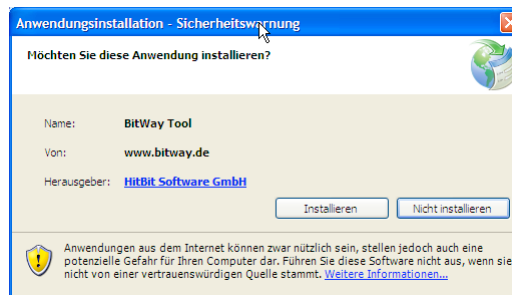 Anwendungsinstallation - Sicherheitswarnung
Möchten Sie diese Anwendung installieren?
Name: BitWay Tool
Von: www.bitway.de
Herausgeber: HitBit Software GmbH
Installieren Nicht installieren
Anwendungen aus dem Internet können zwar nützlich sein, stellen jedoch auch eine
potenzielle Gefahr für Ihren Computer dar. Führen Sie diese Software nicht aus, wenn sie
nicht von einer vertrauenswürdigen Quelle stammt. Weitere Informationen...